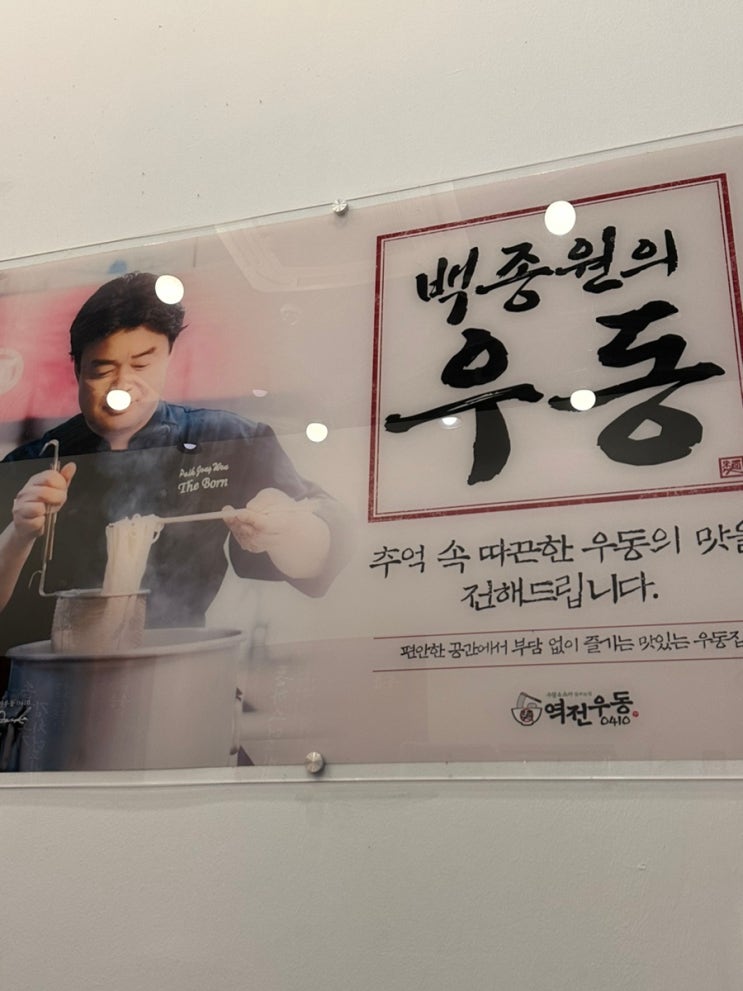 백종원의
우동
Paik Jong Won
The Born
추억 속 따끈한 우동의 맛을
전해드립니다.
편안한 공간에서 부담 없이 즐기는 맛있는 우동집
역전우동
0410